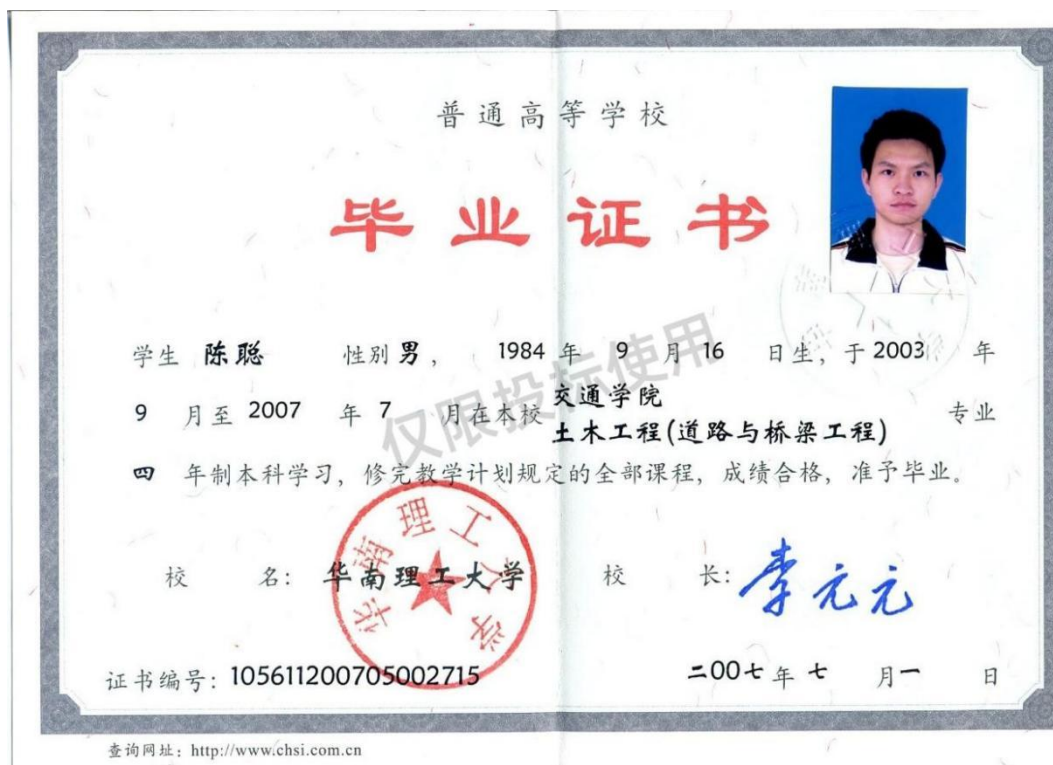 普通高等学校
毕业证书
学生 陈聪 性别 男， 1984 年 9 月 16 日生，于 2003 年
9 月至 2007 年 7 月在本校 交通学院 土木工程(道路与桥梁工程) 专业
四 年制本科学习，修完教学计划规定的全部课程，成绩合格，准予毕业。
仅限投标使用
华南理工大学
校 名： 华南理工大学 校 长： 李元元
证书编号：105611200705002715 二00七 年 七 月 一 日
查询网址：http://www.chsi.com.cn